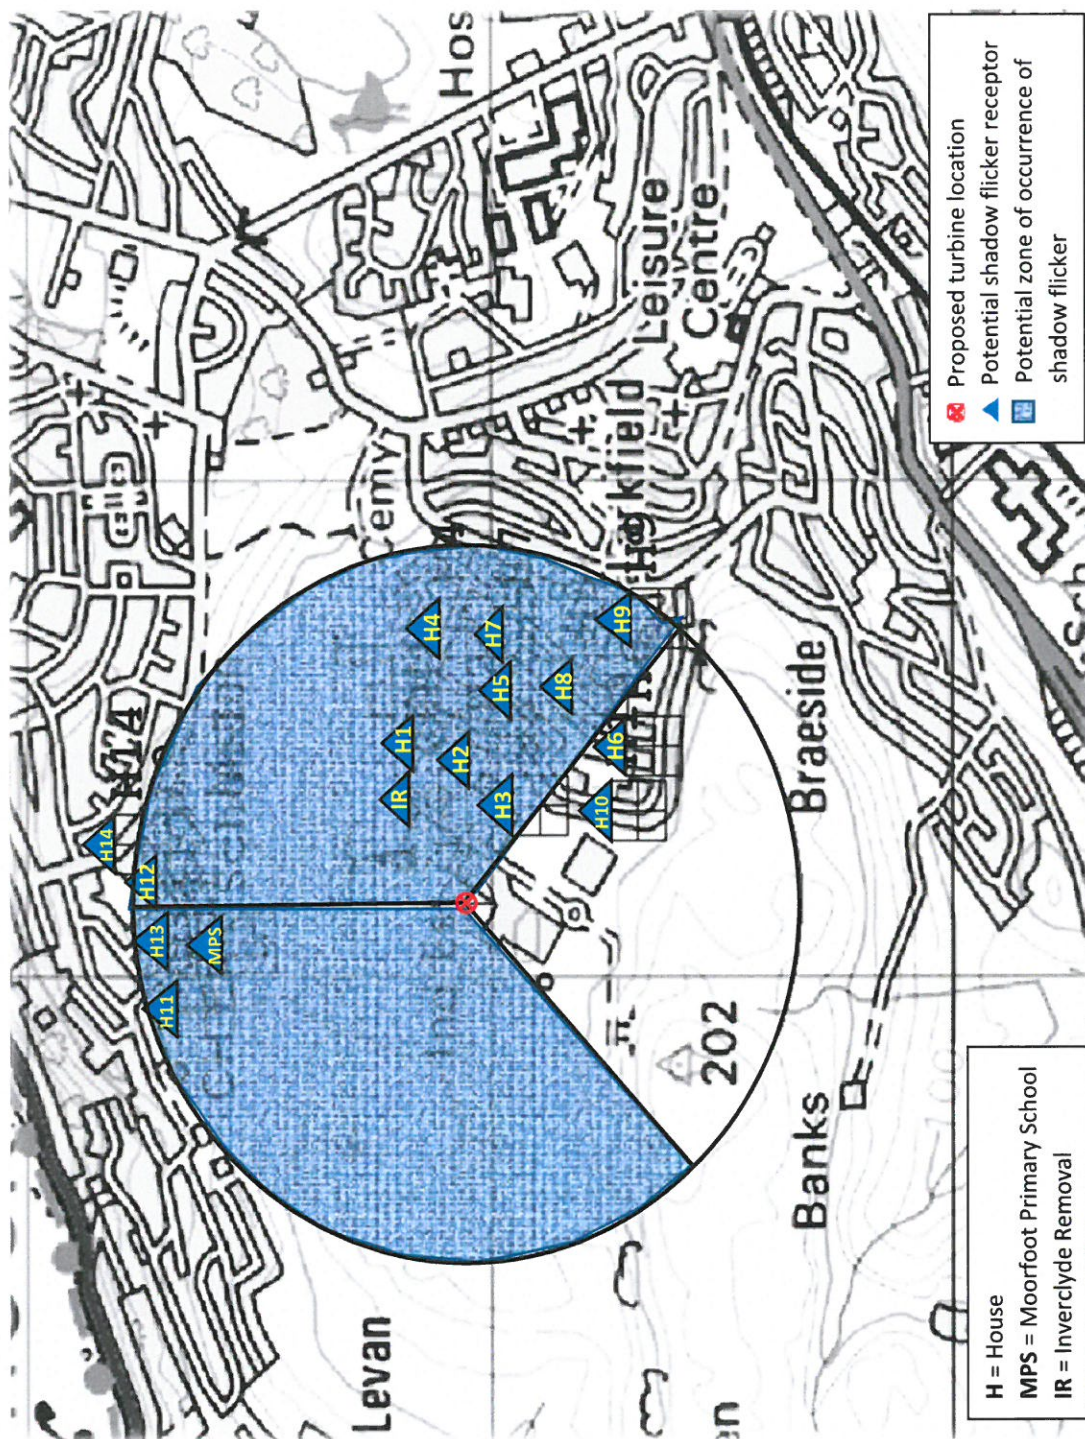 Hos
Leisure
Centre
Cemy
H14
H12
H13
MPS
H11
H4
H7
H9
H5
H8
H1
H2
IR
H3
H6
H10
Braeside
202
Banks
Levan
Proposed turbine location
Potential shadow flicker receptor
Potential zone of occurrence of
shadow flicker
H = House
MPS = Moorfoot Primary School
IR = Inverclyde Removal